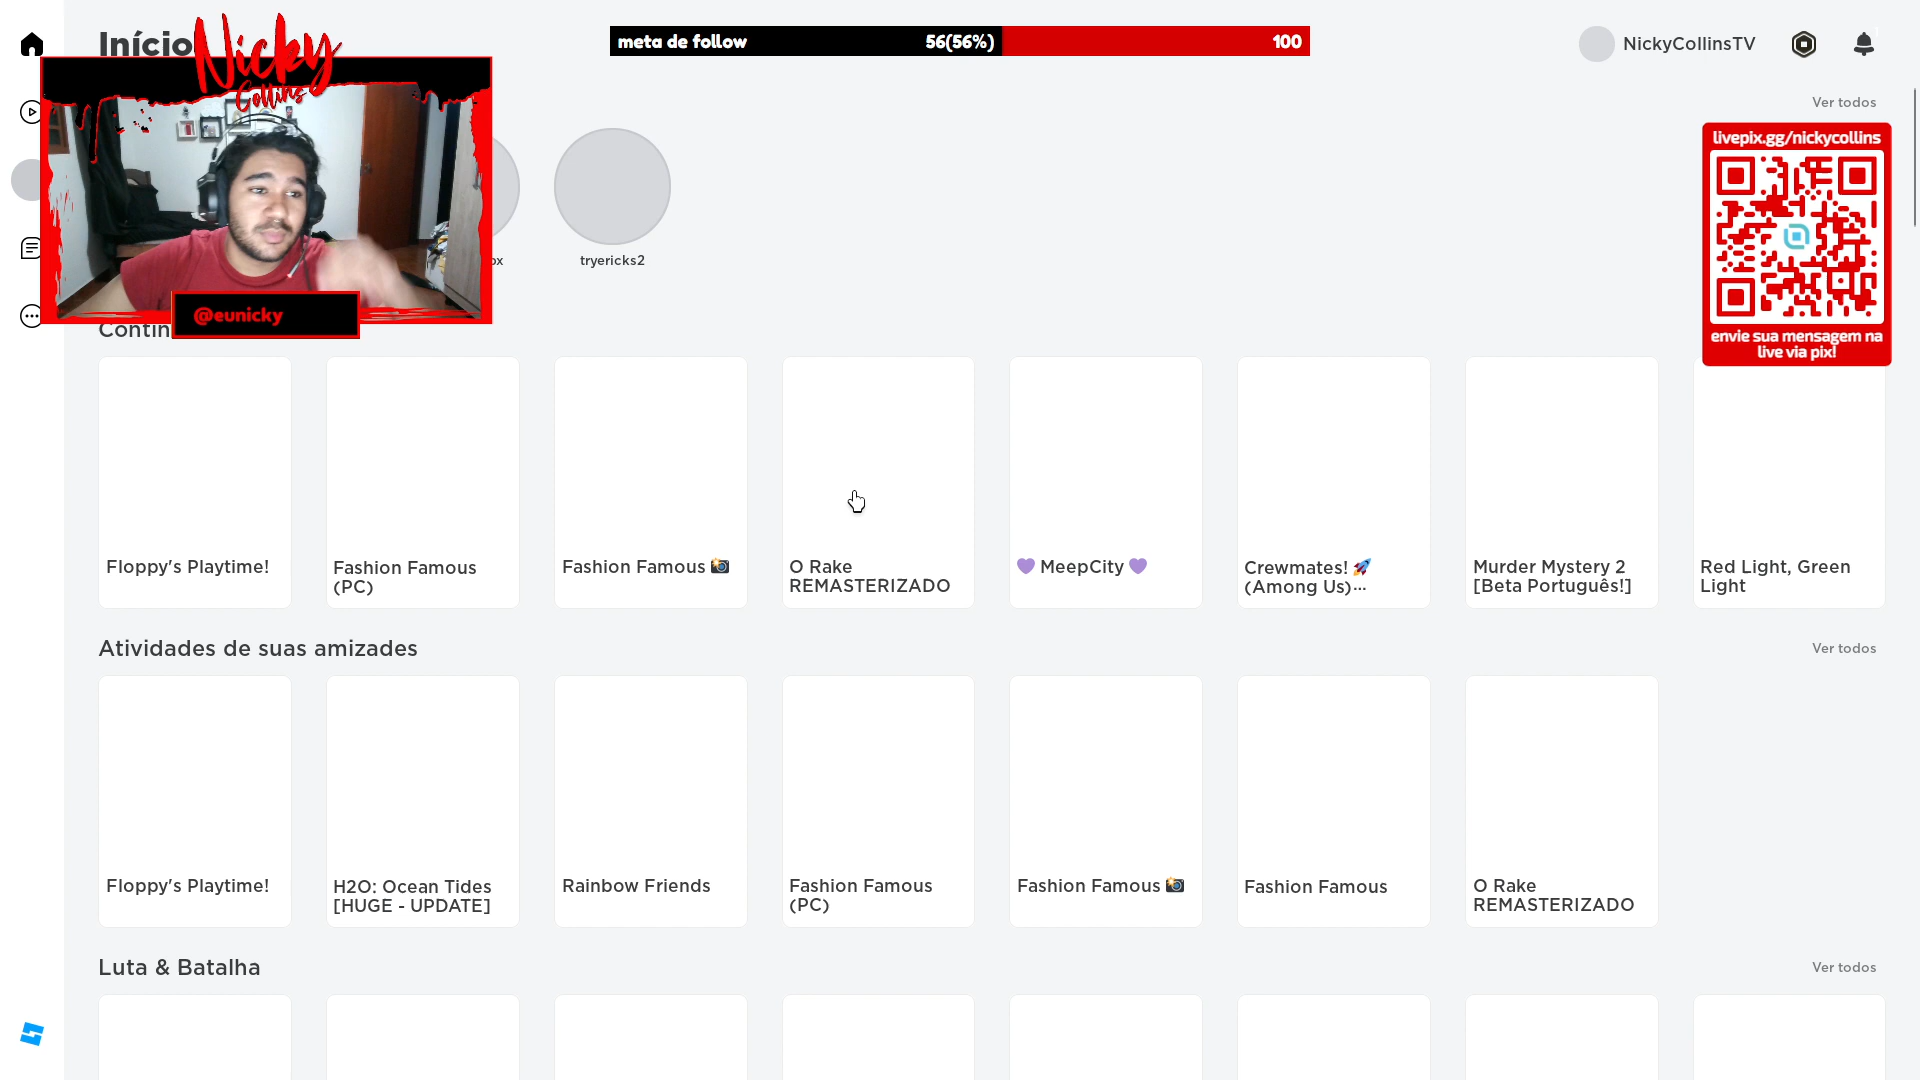 Início
Nicky
Collins
meta de follow 56(56%) 100
NickyCollinsTV
Ver todos
livepix.gg/nickycollins
envie sua mensagem na
live via pix!
ox
tryericks2
@eunicky
Contin
Floppy's Playtime!
Fashion Famous
(PC)
Fashion Famous 📸
O Rake
REMASTERIZADO
💜 MeepCity 💜
Crewmates! 🚀
(Among Us)...
Murder Mystery 2
[Beta Português!]
Red Light, Green
Light
Atividades de suas amizades
Ver todos
Floppy's Playtime!
H2O: Ocean Tides
[HUGE - UPDATE]
Rainbow Friends
Fashion Famous
(PC)
Fashion Famous 📸
Fashion Famous
O Rake
REMASTERIZADO
Luta & Batalha
Ver todos